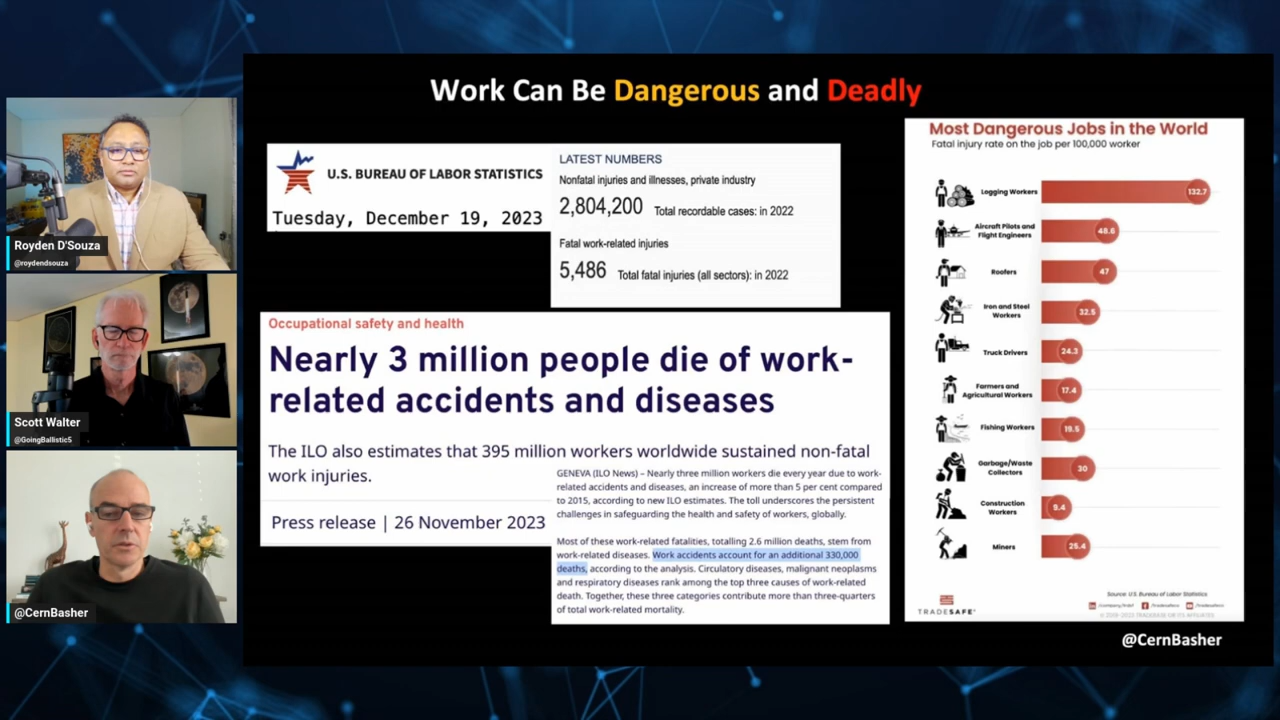 Work Can Be Dangerous and Deadly
U.S. BUREAU OF LABOR STATISTICS
Tuesday, December 19, 2023
LATEST NUMBERS
Nonfatal injuries and illnesses, private industry
2,804,200 Total recordable cases: in 2022
Fatal work-related injuries
5,486 Total fatal injuries (all sectors): in 2022
Occupational safety and health
Nearly 3 million people die of work-
related accidents and diseases
The ILO also estimates that 395 million workers worldwide sustained non-fatal
work injuries.
Press release | 26 November 2023
GENEVA (ILO News) – Nearly three million workers die every year due to work-
related accidents and diseases, an increase of more than 5 per cent compared
to 2015, according to new ILO estimates. The toll underscores the persistent
challenges in safeguarding the health and safety of workers, globally.
Most of these work-related fatalities, totalling 2.6 million deaths, stem from
work-related diseases. Work accidents account for an additional 330,000
deaths, according to the analysis. Circulatory diseases, malignant neoplasms
and respiratory diseases rank among the top three causes of work-related
death. Together, these three categories contribute more than three-quarters
of total work-related mortality.
Most Dangerous Jobs in the World
Fatal injury rate on the job per 100,000 worker
Logging Workers 132.7
Aircraft Pilots and
Flight Engineers 48.6
Roofers 47
Iron and Steel
Workers 32.5
Truck Drivers 24.3
Farmers and
Agricultural Workers 17.4
Fishing Workers 19.5
Garbage/Waste
Collectors 30
Construction
Workers 9.4
Miners 25.4
Source: U.S. Bureau of Labor Statistics
TRADESAFE
@CernBasher
Royden D'Souza
@roydendsouza
Scott Walter
@GoingBallistic5
@CernBasher